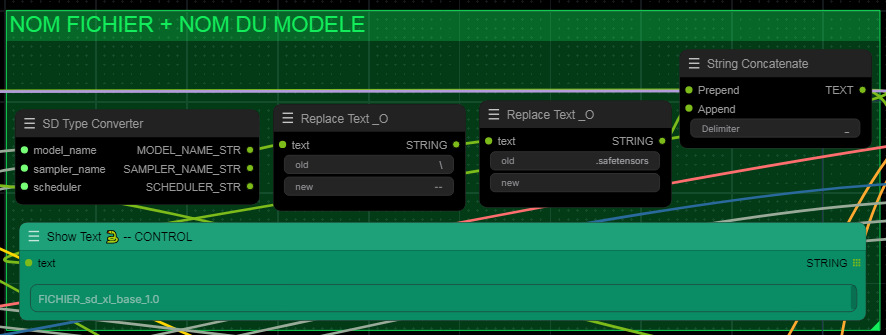 NOM FICHIER + NOM DU MODELE
String Concatenate
Prepend TEXT
Append
Delimiter _
SD Type Converter
model_name MODEL_NAME_STR
sampler_name SAMPLER_NAME_STR
scheduler SCHEDULER_STR
Replace Text _O
text STRING
old \
new --
Replace Text _O
text STRING
old .safetensors
new
Show Text 🐍 -- CONTROL
text STRING
FICHIER_sd_xl_base_1.0